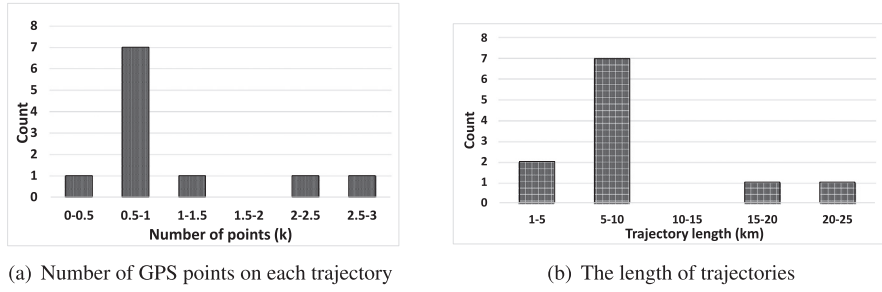 8
7
6
5
4
3
2
1
0
Count
0-0.5 0.5-1 1-1.5 1.5-2 2-2.5 2.5-3
Number of points (k)
(a) Number of GPS points on each trajectory
8
7
6
5
4
3
2
1
0
Count
1-5 5-10 10-15 15-20 20-25
Trajectory length (km)
(b) The length of trajectories